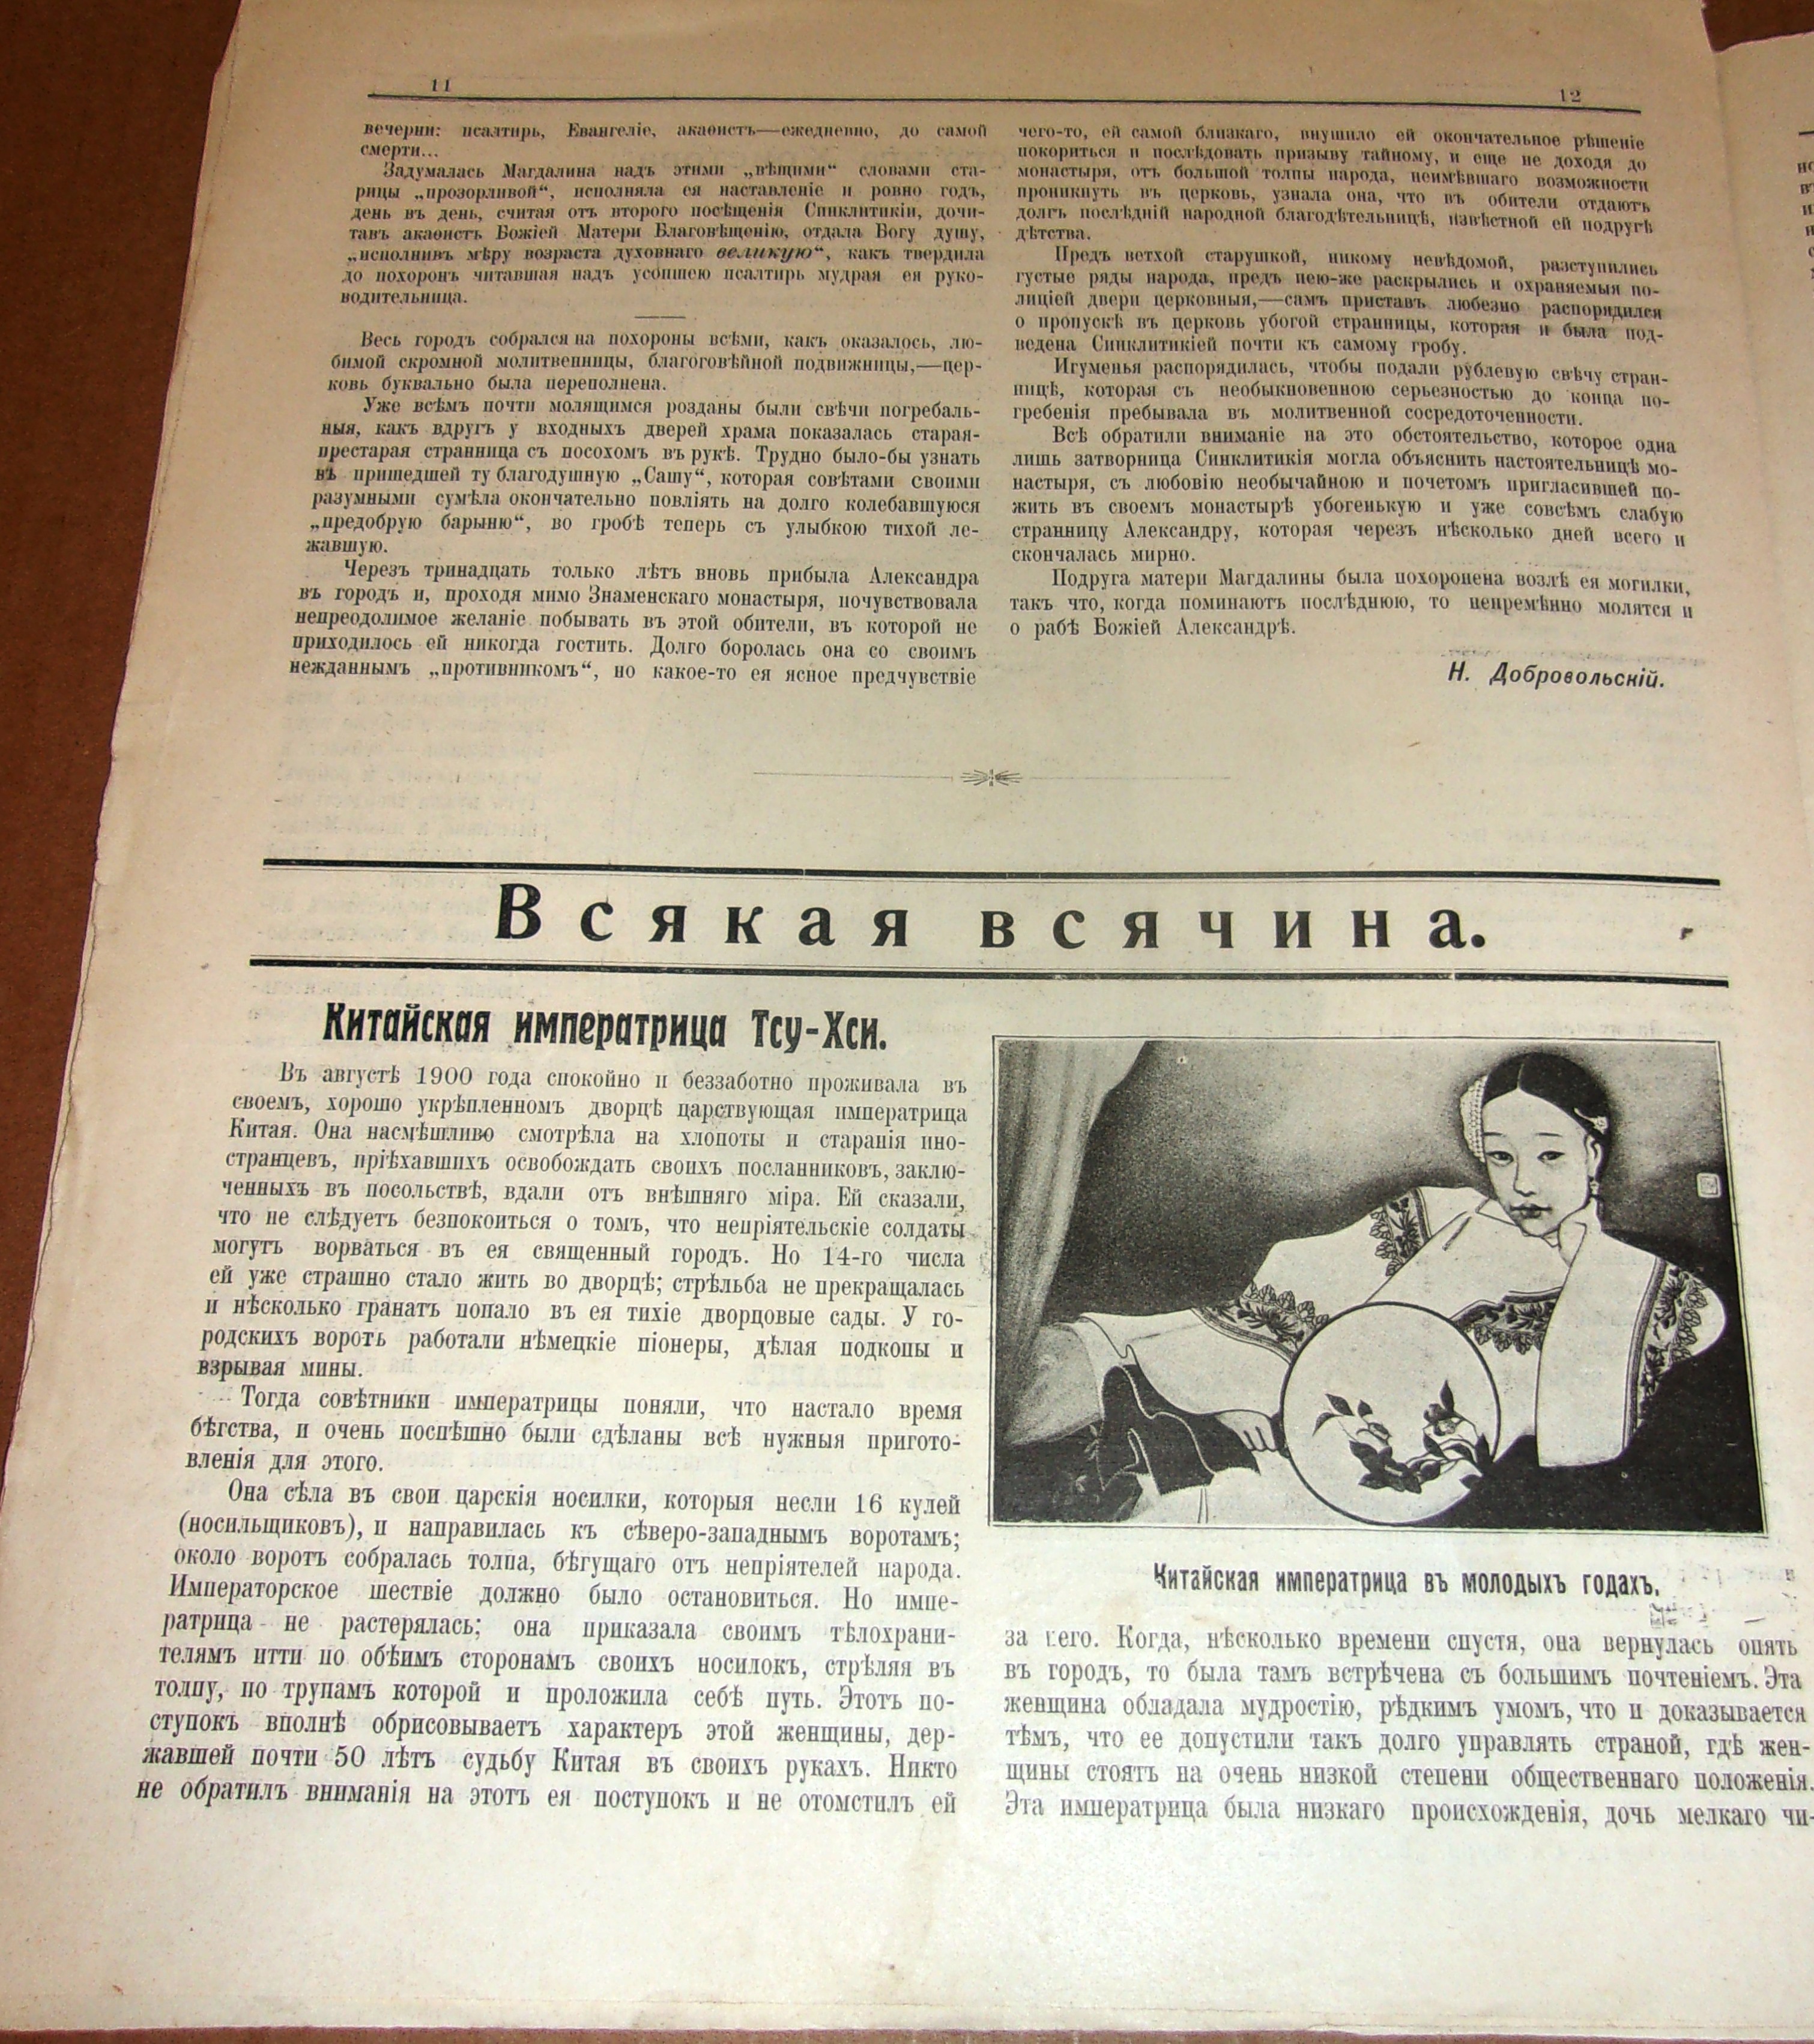 11
вечерни: псалтирь, Евангеліе, акаѳистъ—ежедневно, до самой
смерти...
Задумалась Магдалина надъ этими „вѣщими“ словами ста-
рицы „прозорливой“, исполняла ея наставленіе и ровно годъ,
день въ день, считая отъ второго посѣщенія Синклитикіи, дочи-
тавъ акаѳистъ Божіей Матери Благовѣщенію, отдала Богу душу,
„исполнивъ мѣру возраста духовнаго великую“, какъ твердила
до похоронъ читавшая надъ усопшею псалтирь мудрая ея руко-
водительница.
Весь городъ собрался на похороны всѣми, какъ оказалось, лю-
бимой скромной молитвенницы, благоговѣйной подвижницы,—цер-
ковь буквально была переполнена.
Уже всѣмъ почти молящимся розданы были свѣчи погребаль-
ныя, какъ вдругъ у входныхъ дверей храма показалась старая-
престарая странница съ посохомъ въ рукѣ. Трудно было-бы узнать
въ пришедшей ту благодушную „Сашу“, которая совѣтами своими
разумными сумѣла окончательно повліять на долго колебавшуюся
„предобрую барыню“, во гробѣ теперь съ улыбкою тихой ле-
жавшую.
Черезъ тринадцать только лѣтъ вновь прибыла Александра
въ городъ и, проходя мимо Знаменскаго монастыря, почувствовала
непреодолимое желаніе побывать въ этой обители, въ которой не
приходилось ей никогда гостить. Долго боролась она со своимъ
нежданнымъ „противникомъ“, но какое-то ея ясное предчувствіе
12
чего-то, ей самой близкаго, внушило ей окончательное рѣшеніе
покориться и послѣдовать призыву тайному, и еще не доходя до
монастыря, отъ большой толпы народа, неимѣвшаго возможности
проникнуть въ церковь, узнала она, что въ обители отдаютъ
долгъ послѣдній народной благодѣтельницѣ, извѣстной ей подругѣ
дѣтства.
Предъ ветхой старушкой, никому невѣдомой, разступились
густые ряды народа, предъ нею-же раскрылись и охраняемыя по-
лиціей двери церковныя,—самъ приставъ любезно распорядился
о пропускѣ въ церковь убогой странницы, которая и была под-
ведена Синклитикіей почти къ самому гробу.
Игуменья распорядилась, чтобы подали рублевую свѣчу стран-
ницѣ, которая съ необыкновенною серьезностью до конца по-
гребенія пребывала въ молитвенной сосредоточенности.
Всѣ обратили вниманіе на это обстоятельство, которое одна
лишь затворница Синклитикія могла объяснить настоятельницѣ мо-
настыря, съ любовію необычайною и почетомъ пригласившей по-
жить въ своемъ монастырѣ убогенькую и уже совсѣмъ слабую
странницу Александру, которая черезъ нѣсколько дней всего и
скончалась мирно.
Подруга матери Магдалины была похоронена возлѣ ея могилки,
такъ что, когда поминаютъ послѣднюю, то непремѣнно молятся и
о рабѣ Божіей Александрѣ.
Н. Добровольскій.
Всякая всячина.
Китайская императрица Тсу-Хси.
Въ августѣ 1900 года спокойно и беззаботно проживала въ
своемъ, хорошо укрѣпленномъ дворцѣ царствующая императрица
Китая. Она насмѣшливо смотрѣла на хлопоты и старанія ино-
странцевъ, пріѣхавшихъ освобождать своихъ посланниковъ, заклю-
ченныхъ въ посольствѣ, вдали отъ внѣшняго міра. Ей сказали,
что не слѣдуетъ безпокоиться о томъ, что непріятельскіе солдаты
могутъ ворваться въ ея священный городъ. Но 14-го числа
ей уже страшно стало жить во дворцѣ; стрѣльба не прекращалась
и нѣсколько гранатъ попало въ ея тихіе дворцовые сады. У го-
родскихъ воротъ работали нѣмецкіе піонеры, дѣлая подкопы и
взрывая мины.
Тогда совѣтники императрицы поняли, что настало время
бѣгства, и очень поспѣшно были сдѣланы всѣ нужныя пригото-
вленія для этого.
Она сѣла въ свои царскія носилки, которыя несли 16 кулей
(носильщиковъ), и направилась къ сѣверо-западнымъ воротамъ;
около воротъ собралась толпа, бѣгущаго отъ непріятелей народа.
Императорское шествіе должно было остановиться. Но импе-
ратрица не растерялась; она приказала своимъ тѣлохрани-
телямъ итти по обѣимъ сторонамъ своихъ носилокъ, стрѣляя въ
толпу, по трупамъ которой и проложила себѣ путь. Этотъ по-
ступокъ вполнѣ обрисовываетъ характеръ этой женщины, дер-
жавшей почти 50 лѣтъ судьбу Китая въ своихъ рукахъ. Никто
не обратилъ вниманія на этотъ ея поступокъ и не отомстилъ ей
Китайская императрица въ молодыхъ годахъ.
за сего. Когда, нѣсколько времени спустя, она вернулась опять
въ городъ, то была тамъ встрѣчена съ большимъ почтеніемъ. Эта
женщина обладала мудростію, рѣдкимъ умомъ, что и доказывается
тѣмъ, что ее допустили такъ долго управлять страной, гдѣ жен-
щины стоятъ на очень низкой степени общественнаго положенія.
Эта императрица была низкаго происхожденія, дочь мелкаго чи-